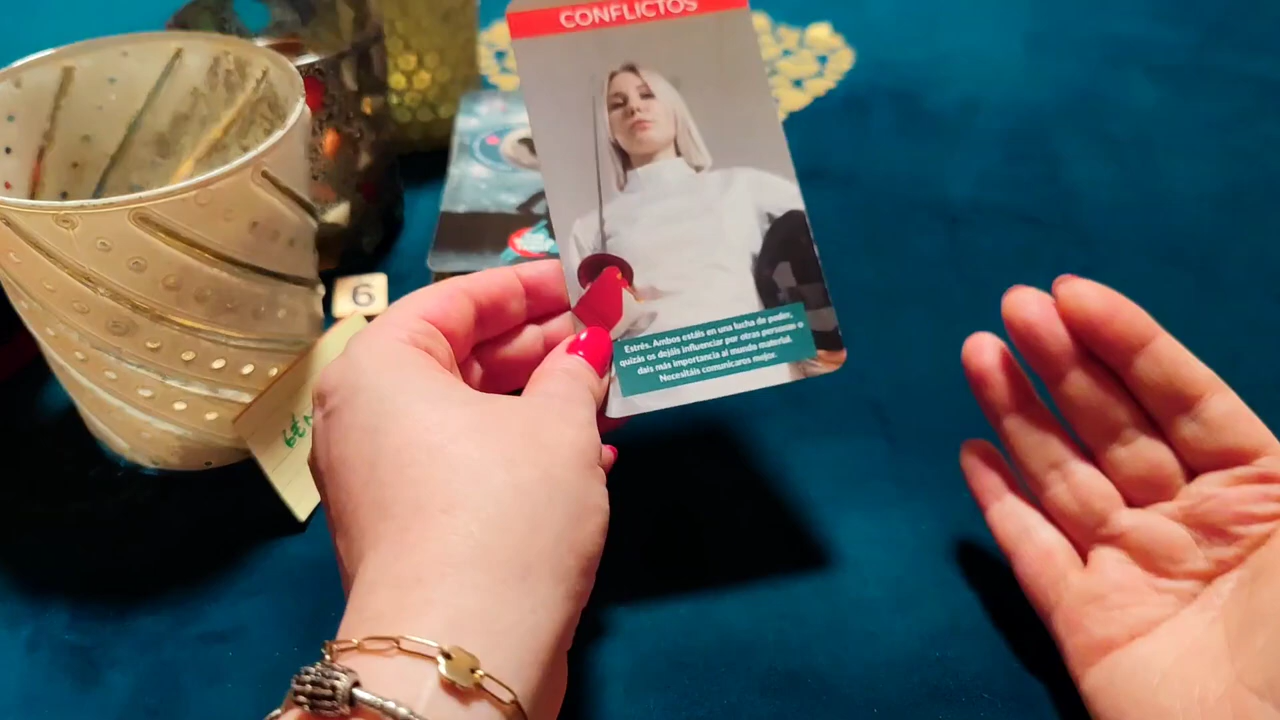 CONFLICTOS
Estrés. Ambos estáis en una lucha de poder,
quizás os dejáis influenciar por otras personas o
dais más importancia al mundo material.
Necesitáis comunicaros mejor.
6